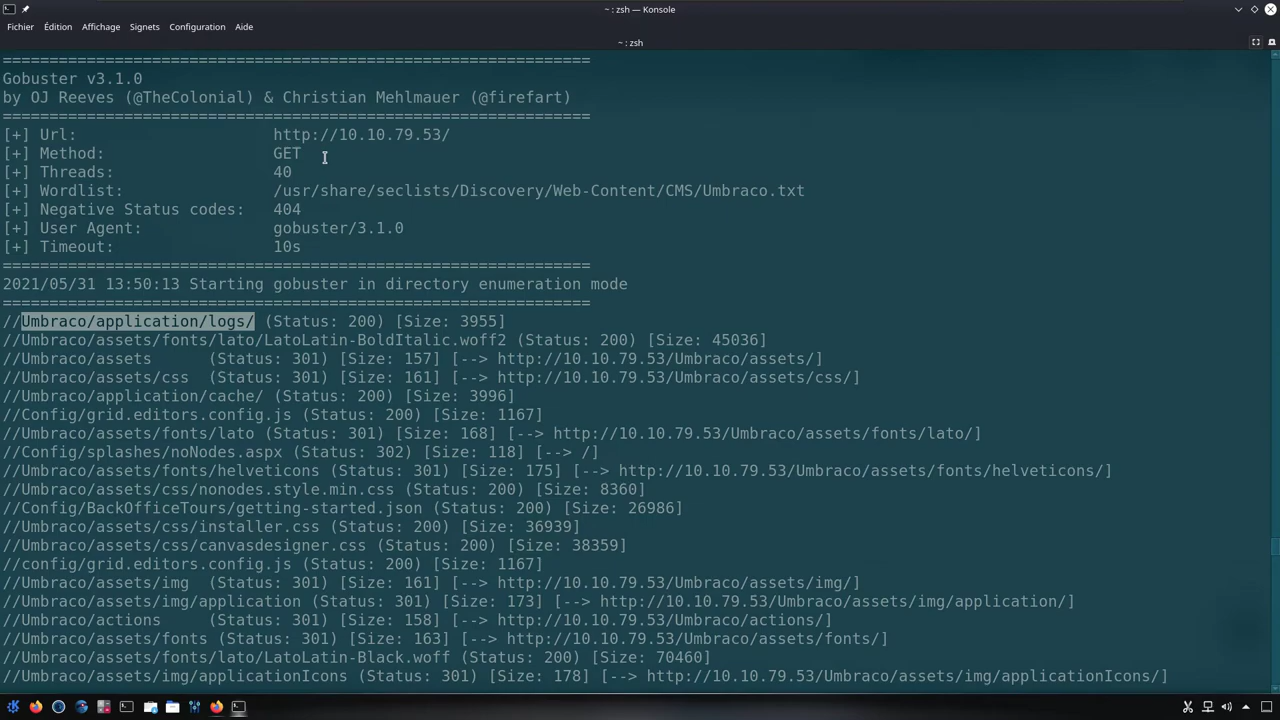 ~ : zsh — Konsole
Fichier Édition Affichage Signets Configuration Aide
~ : zsh
===============================================================
Gobuster v3.1.0
by OJ Reeves (@TheColonial) & Christian Mehlmauer (@firefart)
===============================================================
[+] Url:                     http://10.10.79.53/
[+] Method:                  GET
[+] Threads:                 40
[+] Wordlist:                /usr/share/seclists/Discovery/Web-Content/CMS/Umbraco.txt
[+] Negative Status codes:   404
[+] User Agent:              gobuster/3.1.0
[+] Timeout:                 10s
===============================================================
2021/05/31 13:50:13 Starting gobuster in directory enumeration mode
===============================================================
//Umbraco/application/logs/ (Status: 200) [Size: 3955]
//Umbraco/assets/fonts/lato/LatoLatin-BoldItalic.woff2 (Status: 200) [Size: 45036]
//Umbraco/assets      (Status: 301) [Size: 157] [--> http://10.10.79.53/Umbraco/assets/]
//Umbraco/assets/css  (Status: 301) [Size: 161] [--> http://10.10.79.53/Umbraco/assets/css/]
//Umbraco/application/cache/ (Status: 200) [Size: 3996]
//Config/grid.editors.config.js (Status: 200) [Size: 1167]
//Umbraco/assets/fonts/lato (Status: 301) [Size: 168] [--> http://10.10.79.53/Umbraco/assets/fonts/lato/]
//Config/splashes/noNodes.aspx (Status: 302) [Size: 118] [--> /]
//Umbraco/assets/fonts/helveticons (Status: 301) [Size: 175] [--> http://10.10.79.53/Umbraco/assets/fonts/helveticons/]
//Umbraco/assets/css/nonodes.style.min.css (Status: 200) [Size: 8360]
//Config/BackOfficeTours/getting-started.json (Status: 200) [Size: 26986]
//Umbraco/assets/css/installer.css (Status: 200) [Size: 36939]
//Umbraco/assets/css/canvasdesigner.css (Status: 200) [Size: 38359]
//config/grid.editors.config.js (Status: 200) [Size: 1167]
//Umbraco/assets/img  (Status: 301) [Size: 161] [--> http://10.10.79.53/Umbraco/assets/img/]
//Umbraco/assets/img/application (Status: 301) [Size: 173] [--> http://10.10.79.53/Umbraco/assets/img/application/]
//Umbraco/actions     (Status: 301) [Size: 158] [--> http://10.10.79.53/Umbraco/actions/]
//Umbraco/assets/fonts (Status: 301) [Size: 163] [--> http://10.10.79.53/Umbraco/assets/fonts/]
//Umbraco/assets/fonts/lato/LatoLatin-Black.woff (Status: 200) [Size: 70460]
//Umbraco/assets/img/applicationIcons (Status: 301) [Size: 178] [--> http://10.10.79.53/Umbraco/assets/img/applicationIcons/]